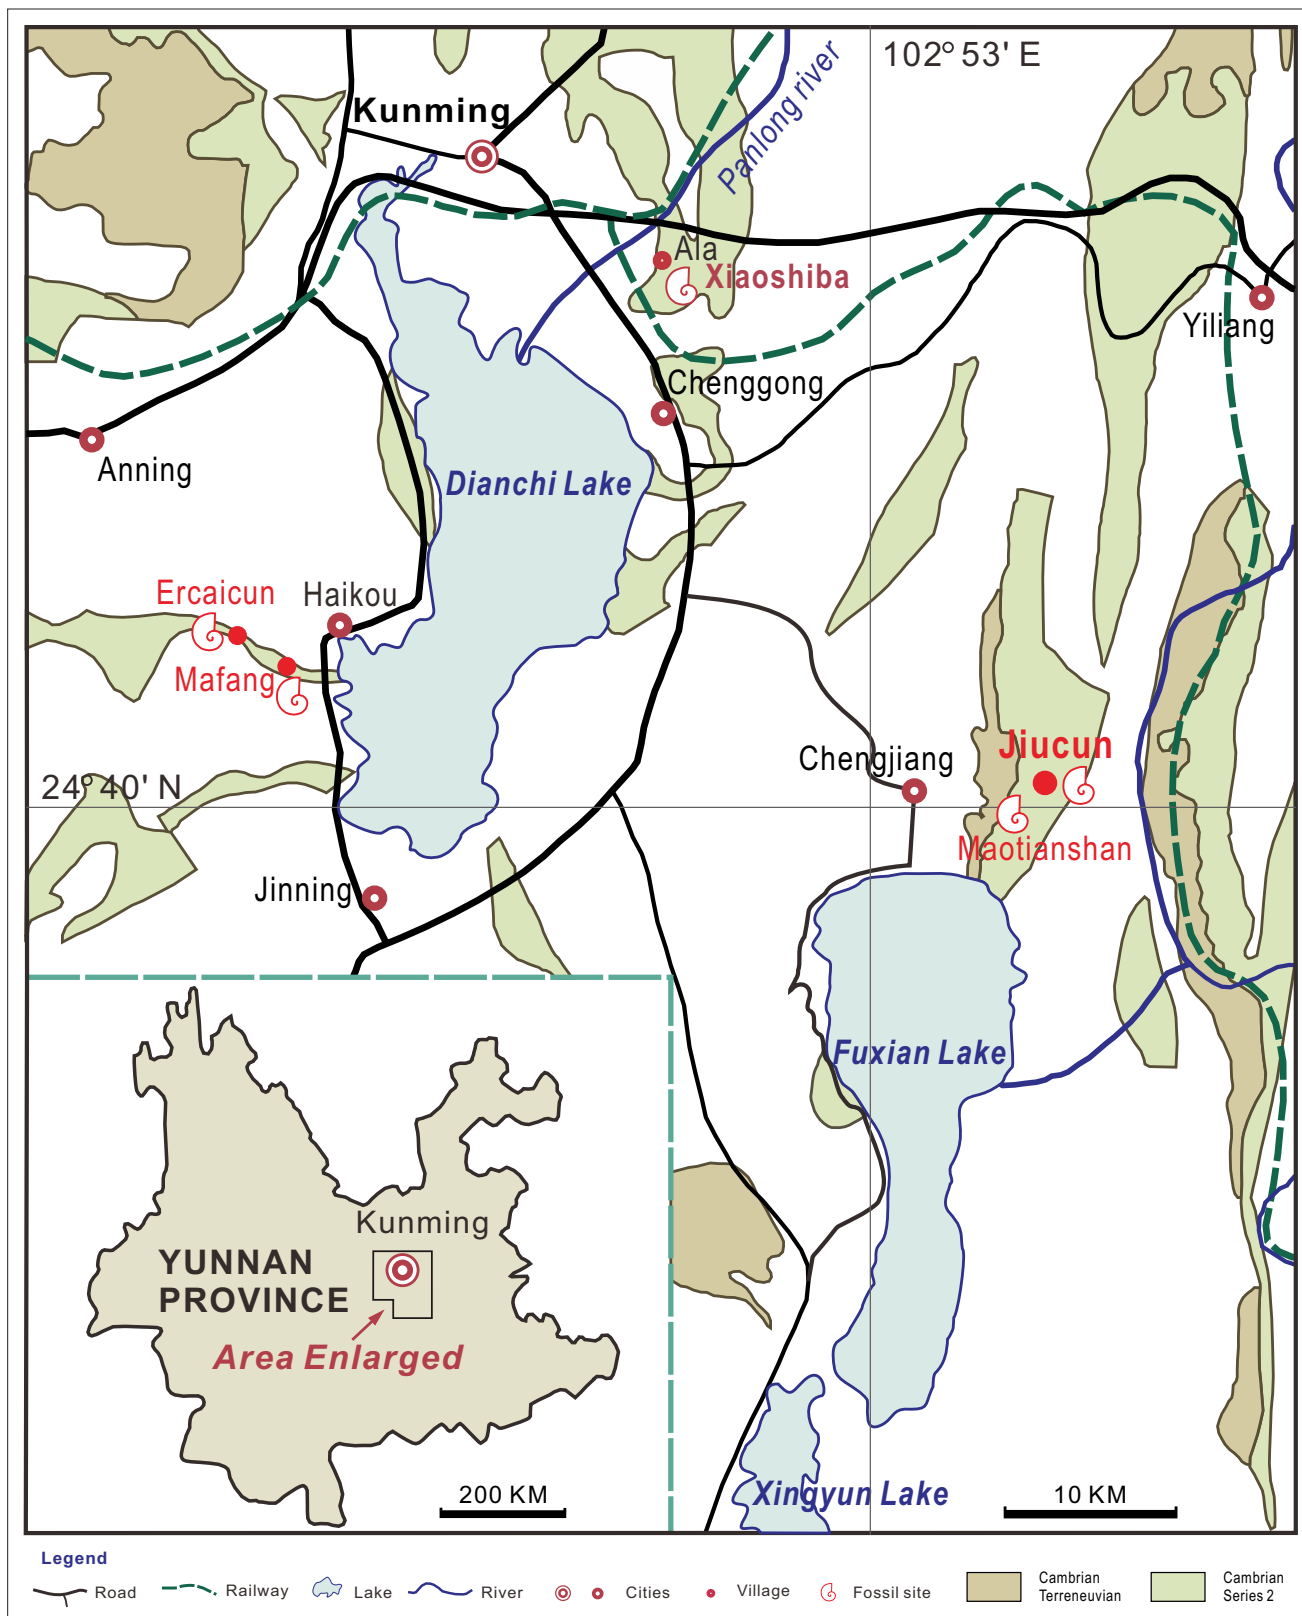 102° 53' E
Kunming
Panlong river
Ala
Xiaoshiba
Yiliang
Chenggong
Anning
Dianchi Lake
Ercaicun
Haikou
Mafang
Jiucun
Chengjiang
24° 40' N
Maotianshan
Jinning
Fuxian Lake
Kunming
YUNNAN
PROVINCE
Area Enlarged
200 KM
Xingyun Lake
10 KM
Legend
Road
Railway
Lake
River
Cities
Village
Fossil site
Cambrian
Terreneuvian
Cambrian
Series 2